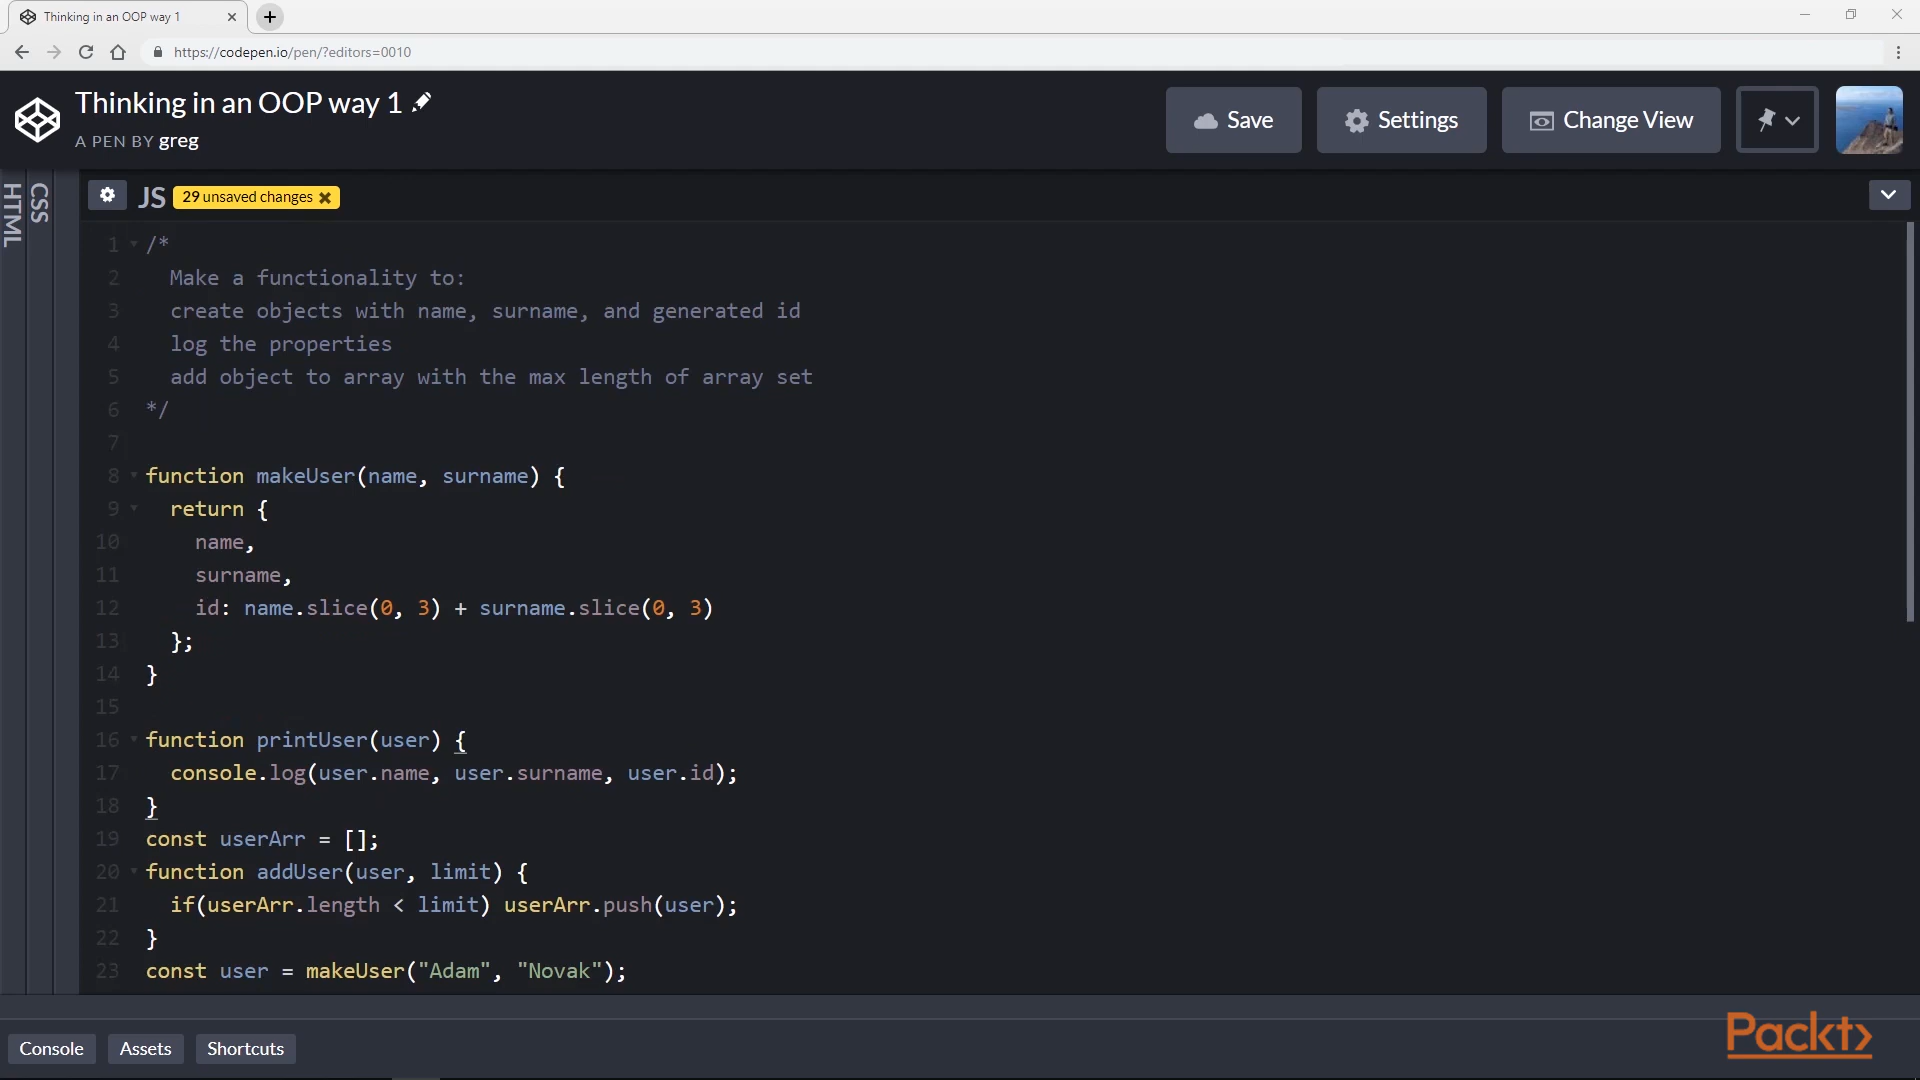 Thinking in an OOP way 1
https://codepen.io/pen/?editors=0010
Thinking in an OOP way 1
A PEN BY greg
Save
Settings
Change View
HTML
CSS
JS
29 unsaved changes
1 /*
2 Make a functionality to:
3 create objects with name, surname, and generated id
4 log the properties
5 add object to array with the max length of array set
6 */
7
8 function makeUser(name, surname) {
9 return {
10 name,
11 surname,
12 id: name.slice(0, 3) + surname.slice(0, 3)
13 };
14 }
15
16 function printUser(user) {
17 console.log(user.name, user.surname, user.id);
18 }
19 const userArr = [];
20 function addUser(user, limit) {
21 if(userArr.length < limit) userArr.push(user);
22 }
23 const user = makeUser("Adam", "Novak");
Console
Assets
Shortcuts
Packt>